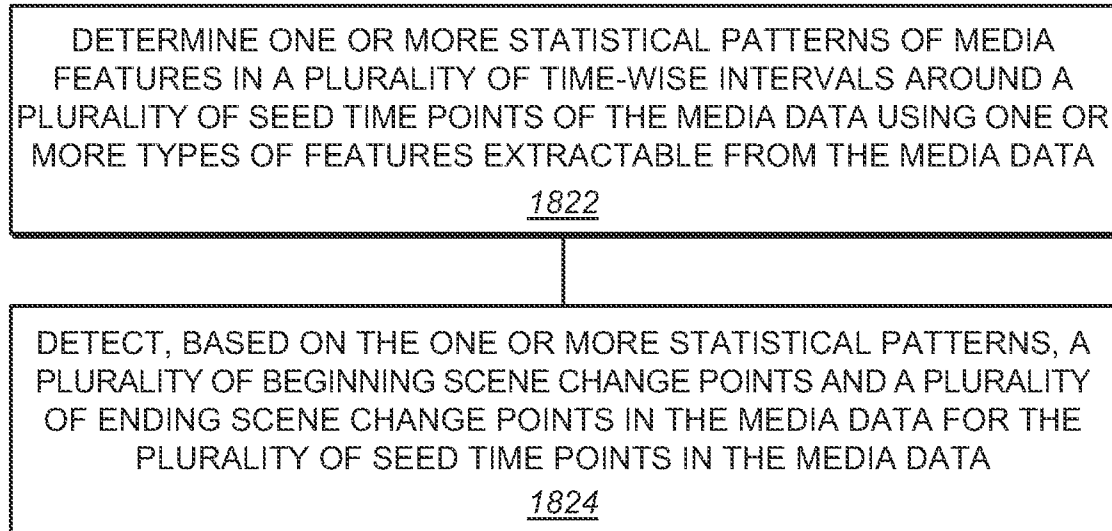 DETERMINE ONE OR MORE STATISTICAL PATTERNS OF MEDIA
FEATURES IN A PLURALITY OF TIME-WISE INTERVALS AROUND A
PLURALITY OF SEED TIME POINTS OF THE MEDIA DATA USING ONE OR
MORE TYPES OF FEATURES EXTRACTABLE FROM THE MEDIA DATA
1822
DETECT, BASED ON THE ONE OR MORE STATISTICAL PATTERNS, A
PLURALITY OF BEGINNING SCENE CHANGE POINTS AND A PLURALITY
OF ENDING SCENE CHANGE POINTS IN THE MEDIA DATA FOR THE
PLURALITY OF SEED TIME POINTS IN THE MEDIA DATA
1824